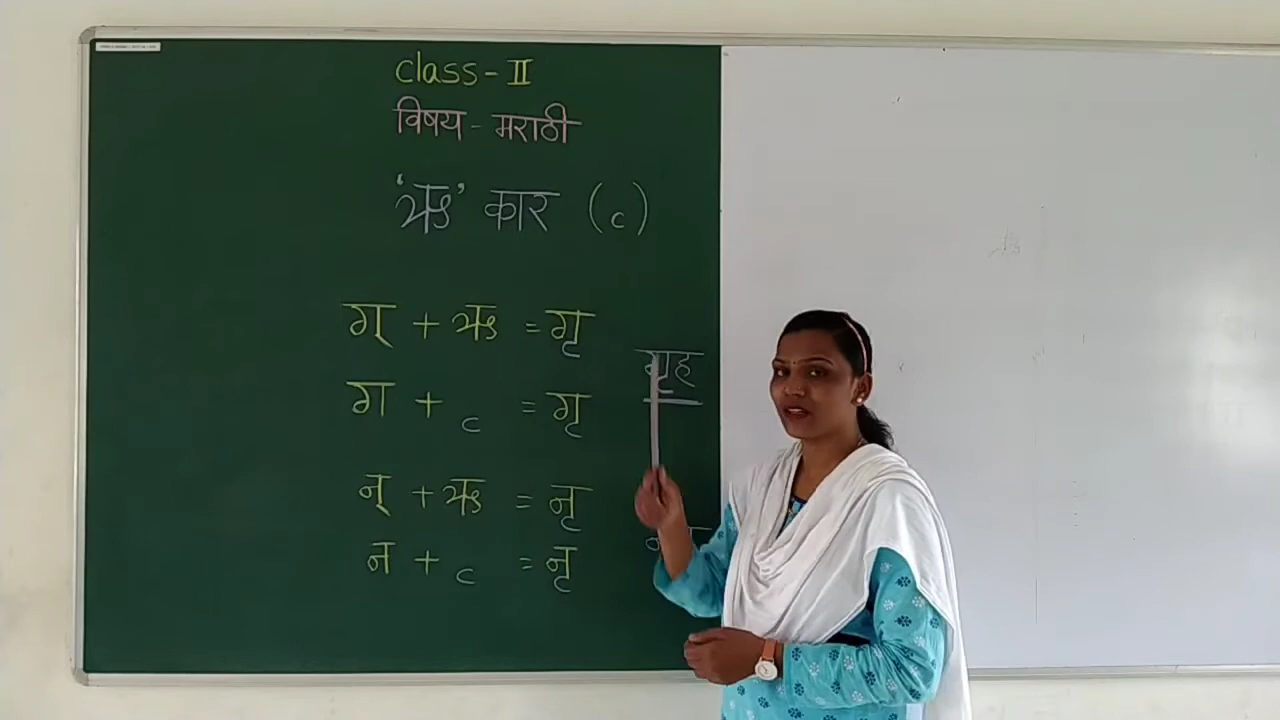 Class - II
विषय - मराठी
'ऋ' कार ( ृ )
ग् + ऋ = गृ
गृह
ग + ृ = गृ
न् + ऋ = नृ
न + ृ = नृ